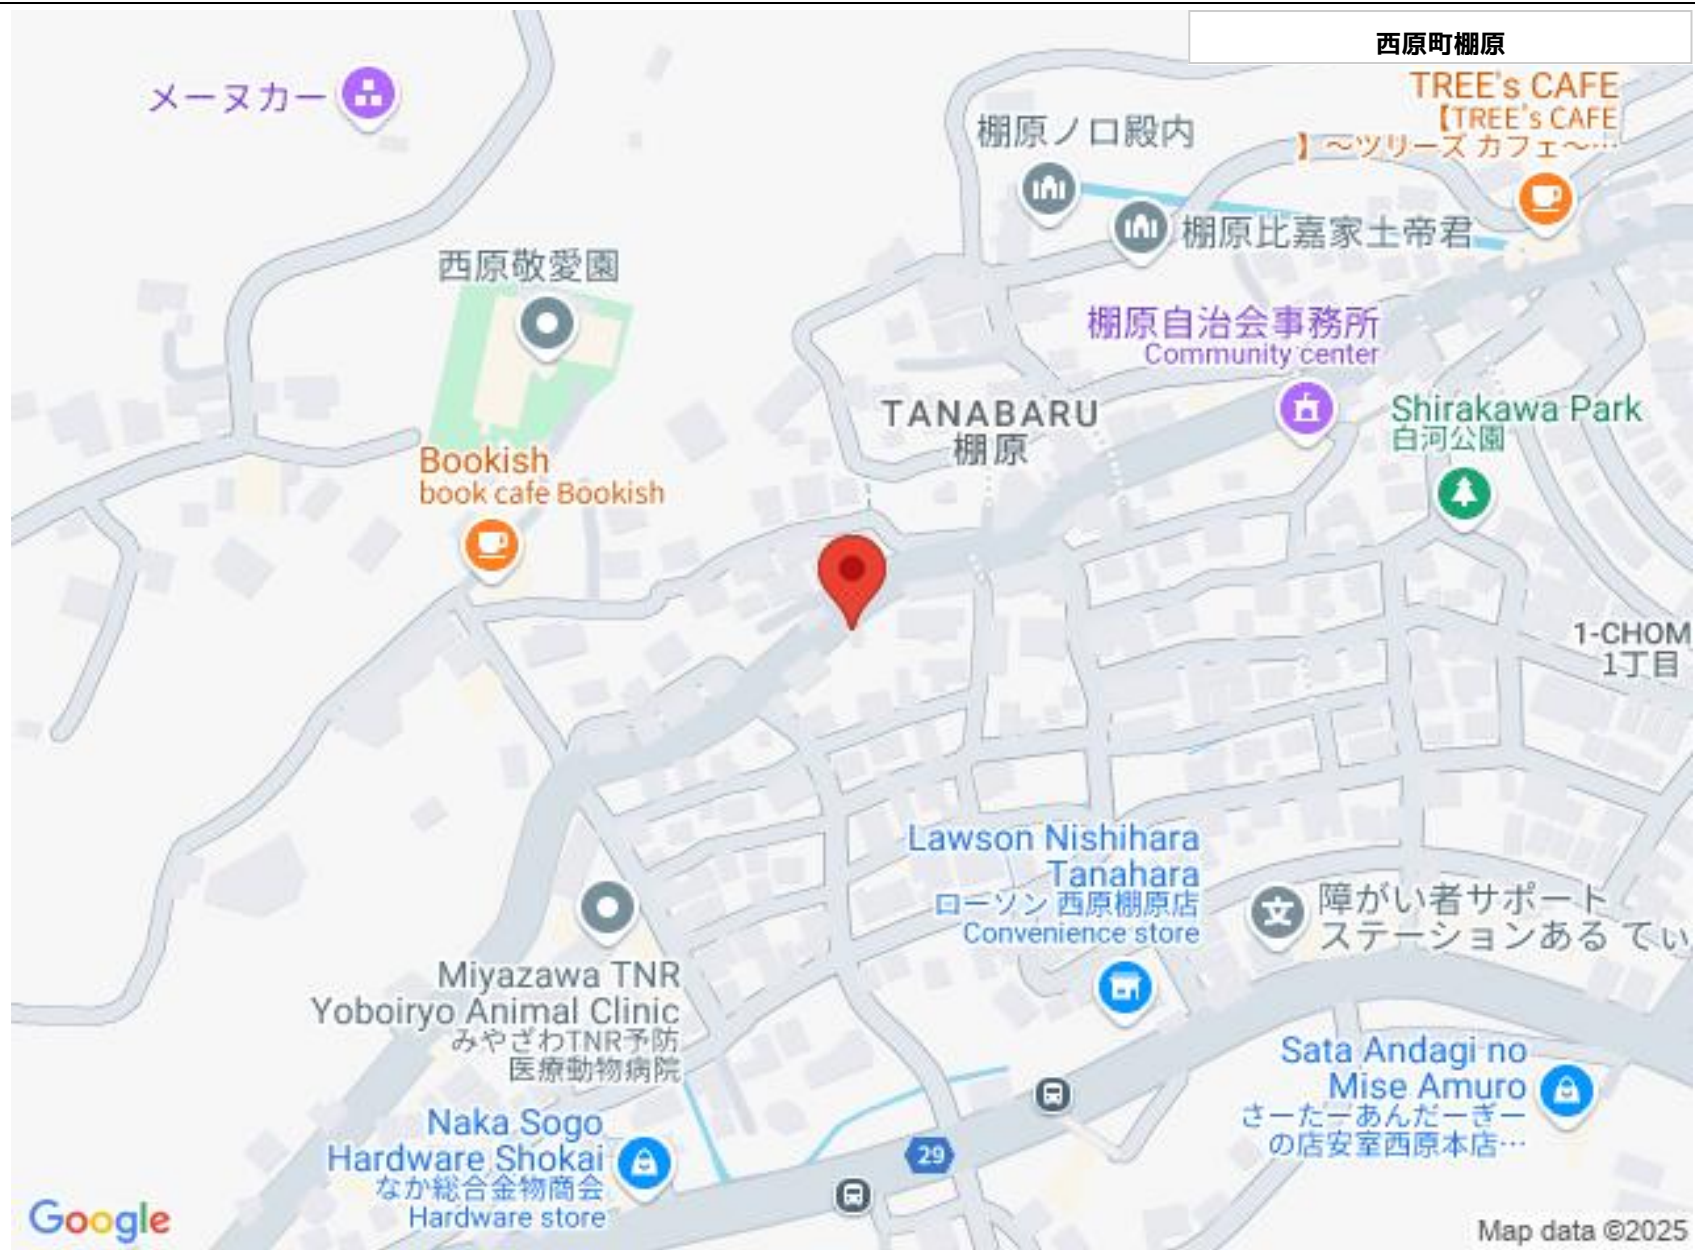 西原町棚原
メーヌカー
TREE's CAFE
【TREE's CAFE
】～ツリーズ カフェ～…
棚原ノロ殿内
棚原比嘉家土帝君
西原敬愛園
棚原自治会事務所
Community center
TANABARU
棚原
Shirakawa Park
白河公園
Bookish
book cafe Bookish
1-CHOM
1丁目
Lawson Nishihara
Tanahara
ローソン 西原棚原店
Convenience store
障がい者サポート
ステーションある てぃ
Miyazawa TNR
Yoboiryo Animal Clinic
みやざわTNR予防
医療動物病院
Sata Andagi no
Mise Amuro
さーたーあんだーぎー
の店安室西原本店…
Naka Sogo
Hardware Shokai
なか総合金物商会
Hardware store
29
Google
Map data ©2025